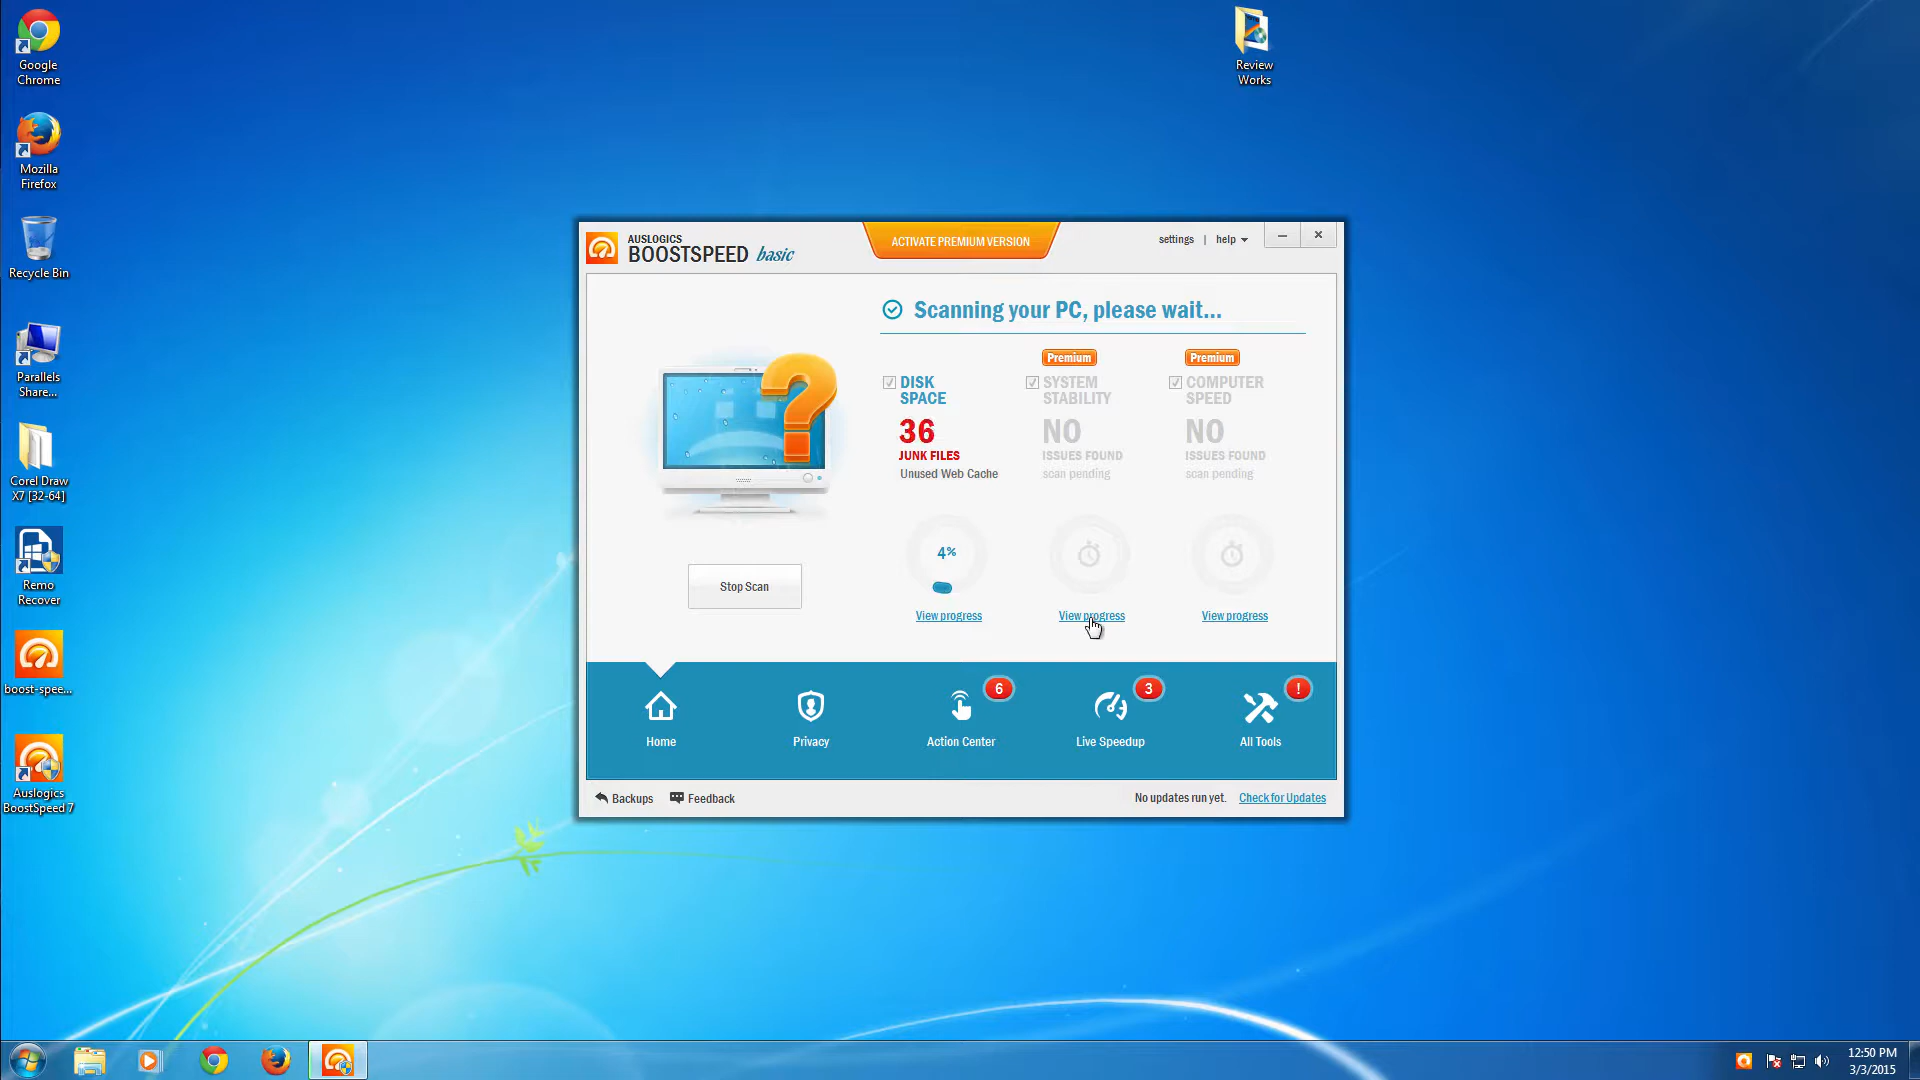 Google
Chrome
Mozilla
Firefox
Recycle Bin
Parallels
Share...
Corel Draw
X7 [32-64]
Remo
Recover
boost-spee...
Auslogics
BoostSpeed 7
Review
Works
AUSLOGICS
BOOSTSPEED basic
ACTIVATE PREMIUM VERSION
settings | help
Scanning your PC, please wait...
Premium
Premium
DISK
SPACE
36
JUNK FILES
Unused Web Cache
SYSTEM
STABILITY
NO
ISSUES FOUND
scan pending
COMPUTER
SPEED
NO
ISSUES FOUND
scan pending
4%
Stop Scan
View progress
View progress
View progress
Home
Privacy
6
Action Center
3
Live Speedup
!
All Tools
Backups
Feedback
No updates run yet. Check for Updates
12:50 PM
3/3/2015